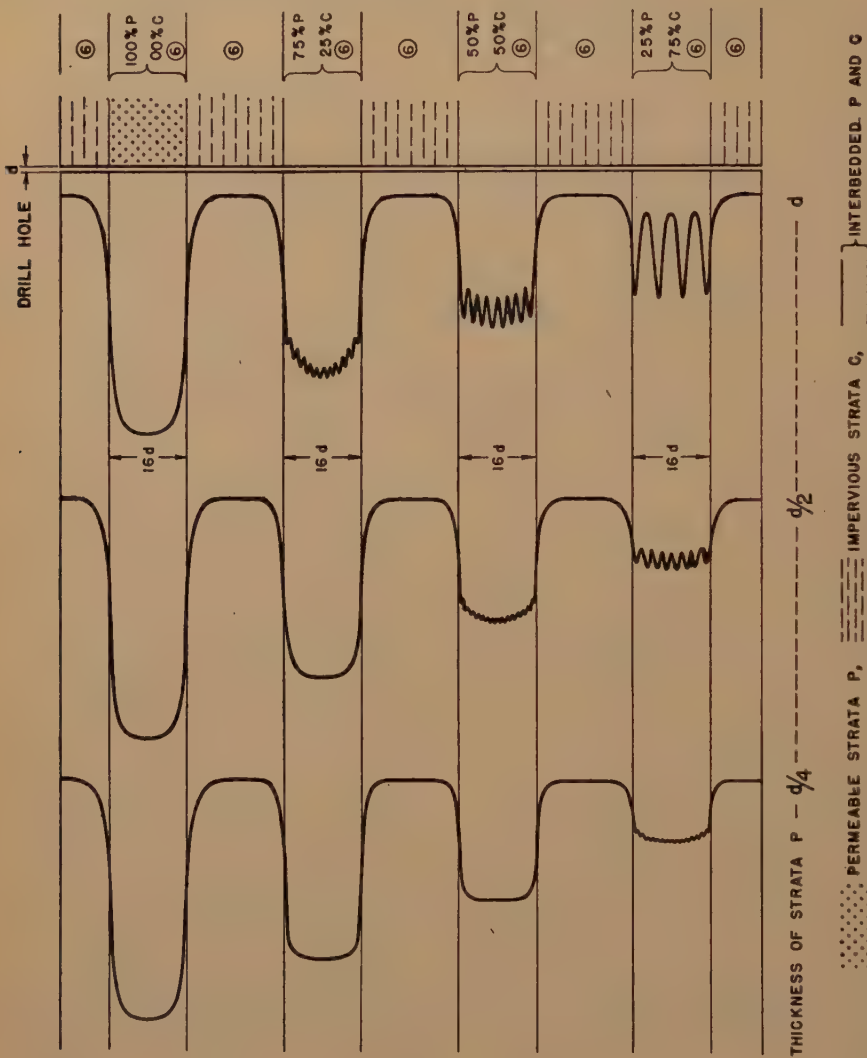 DRILL HOLE
d
⑥
100%P
00%C
⑥
⑥
75%P
25%C
⑥
⑥
50%P
50%C
⑥
⑥
25%P
75%C
⑥
⑥
16d
16d
16d
16d
THICKNESS OF STRATA P — d/4 — d/2 — d
PERMEABLE STRATA P, IMPERVIOUS STRATA C, INTERBEDDED P AND C